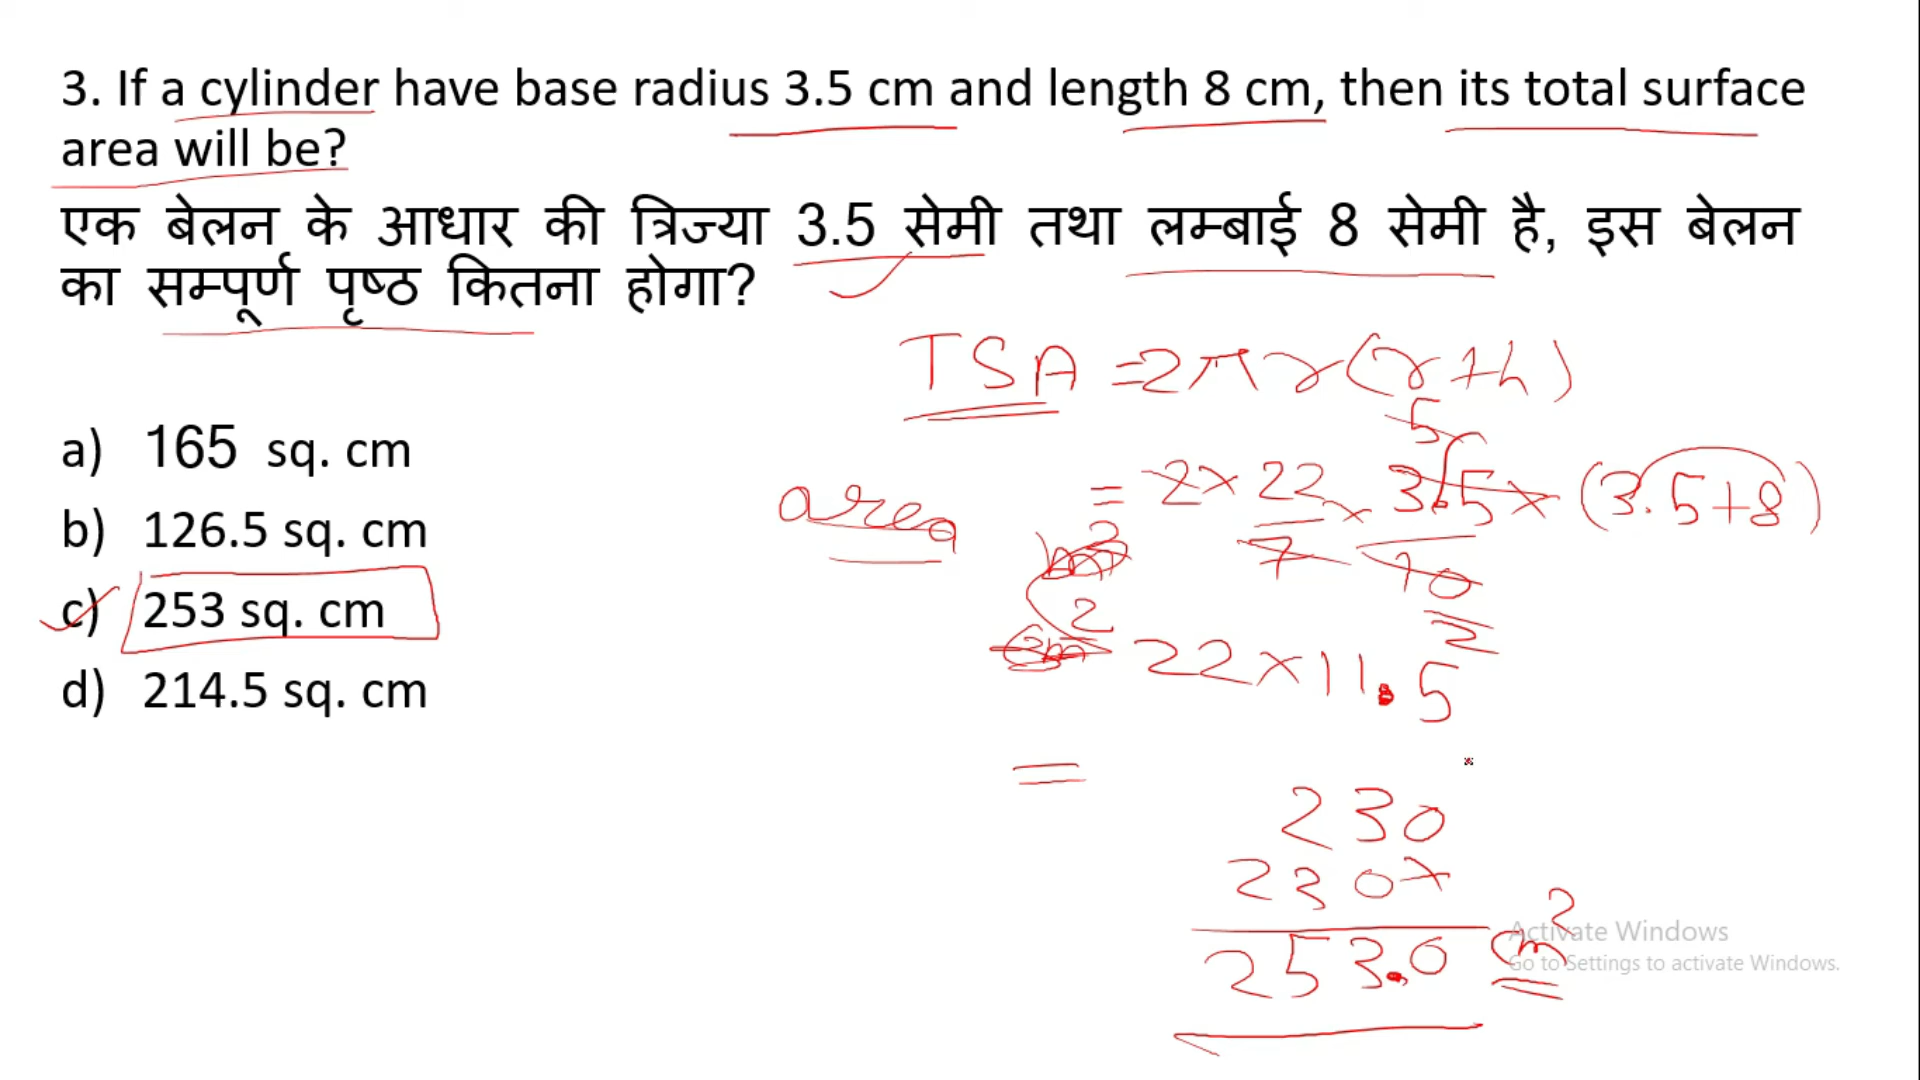 3. If a cylinder have base radius 3.5 cm and length 8 cm, then its total surface
area will be?
एक बेलन के आधार की त्रिज्या 3.5 सेमी तथा लम्बाई 8 सेमी है, इस बेलन
का सम्पूर्ण पृष्ठ कितना होगा?
a) 165 sq. cm
b) 126.5 sq. cm
c) 253 sq. cm
d) 214.5 sq. cm
TSA = 2πr(r+h)
5
area
= 2 × 22/7 × 3.5/10 × (3.5+8)
2
22×11.5
=
230
230×
253.0 cm²
Activate Windows
Go to Settings to activate Windows.